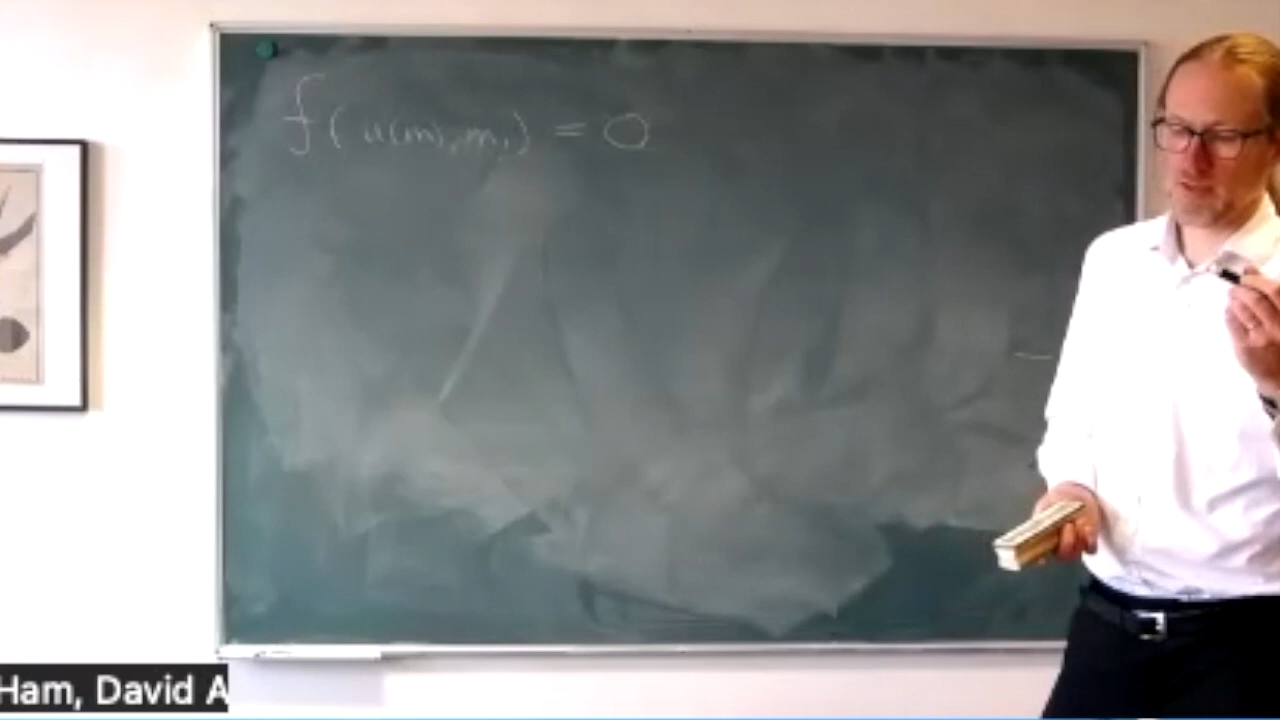 f(u(m), m) = 0
Ham, David A